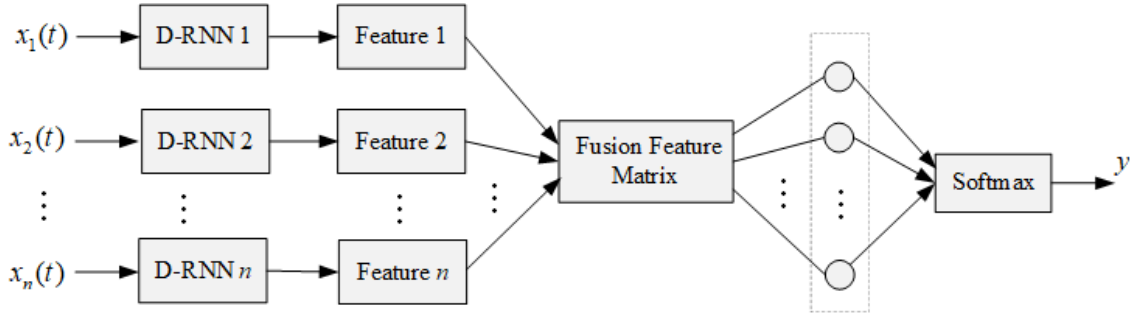 x₁(t) D-RNN 1 Feature 1
x₂(t) D-RNN 2 Feature 2
Fusion Feature
Matrix
Softmax y
xₙ(t) D-RNN n Feature n